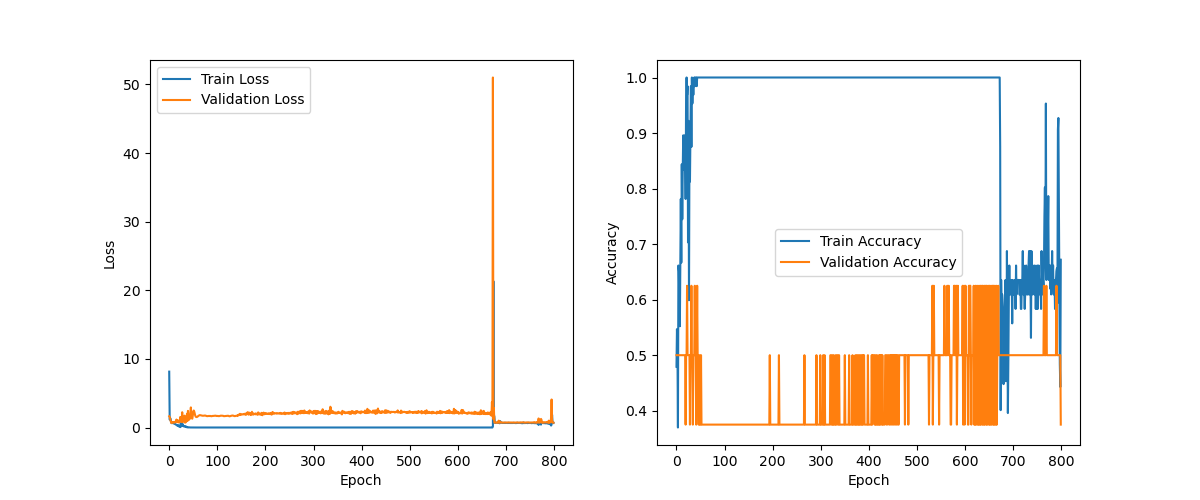 Train Loss
Validation Loss
50
40
30
20
10
0
Loss
0 100 200 300 400 500 600 700 800
Epoch
Train Accuracy
Validation Accuracy
1.0
0.9
0.8
0.7
0.6
0.5
0.4
Accuracy
0 100 200 300 400 500 600 700 800
Epoch